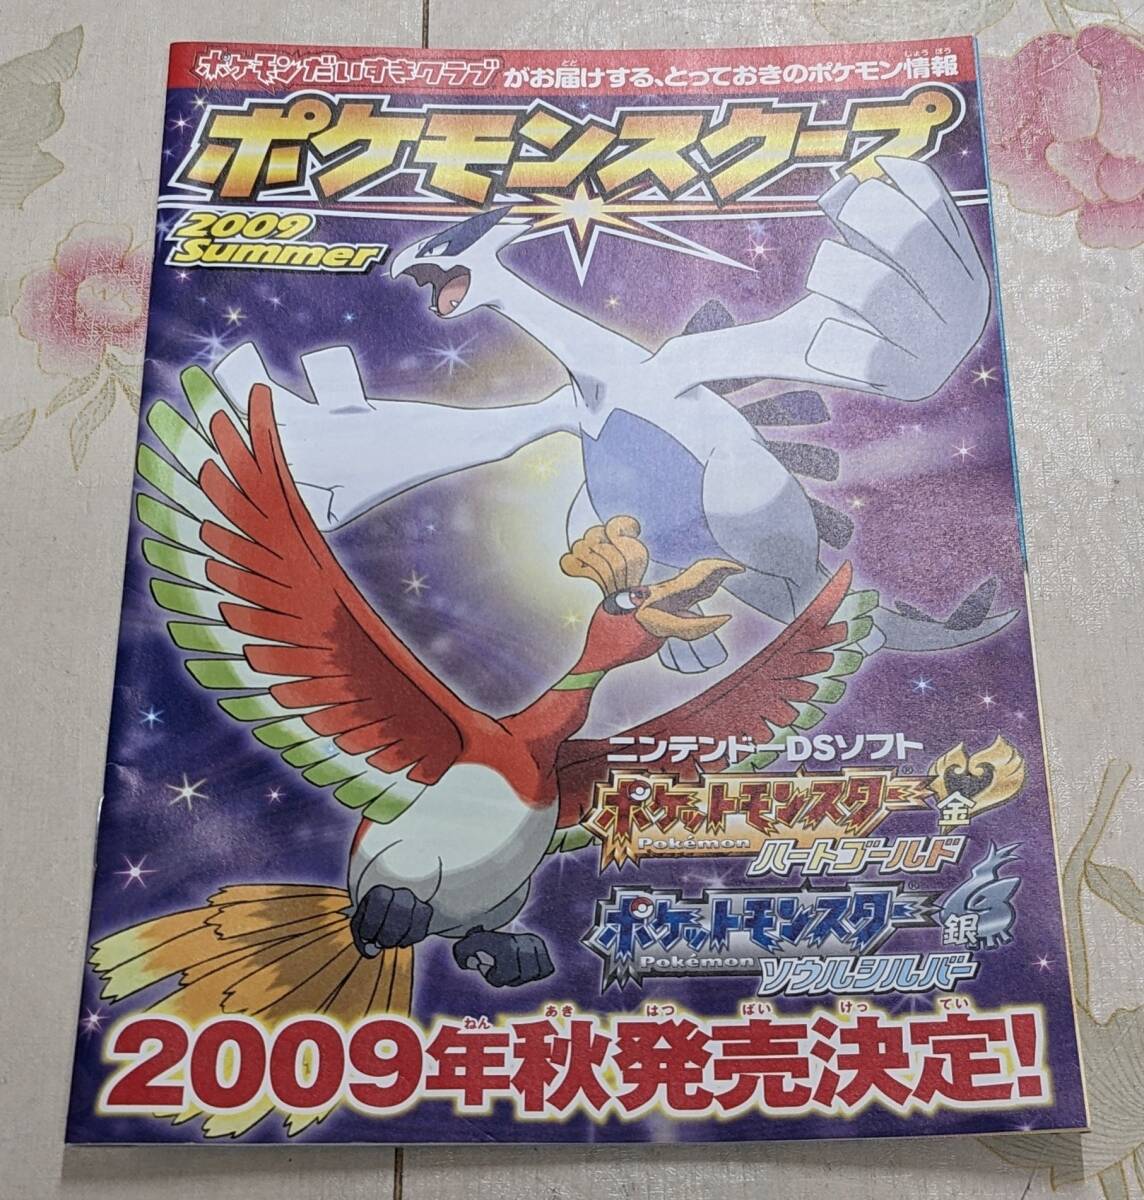 ポケモンだいすきクラブがお届けする、とっておきのポケモン情報
ポケモンスクープ
2009
Summer
ニンテンドーDSソフト
ポケットモンスター 金
Pokémon
ハートゴールド
ポケットモンスター 銀
Pokémon
ソウルシルバー
2009年秋発売決定!